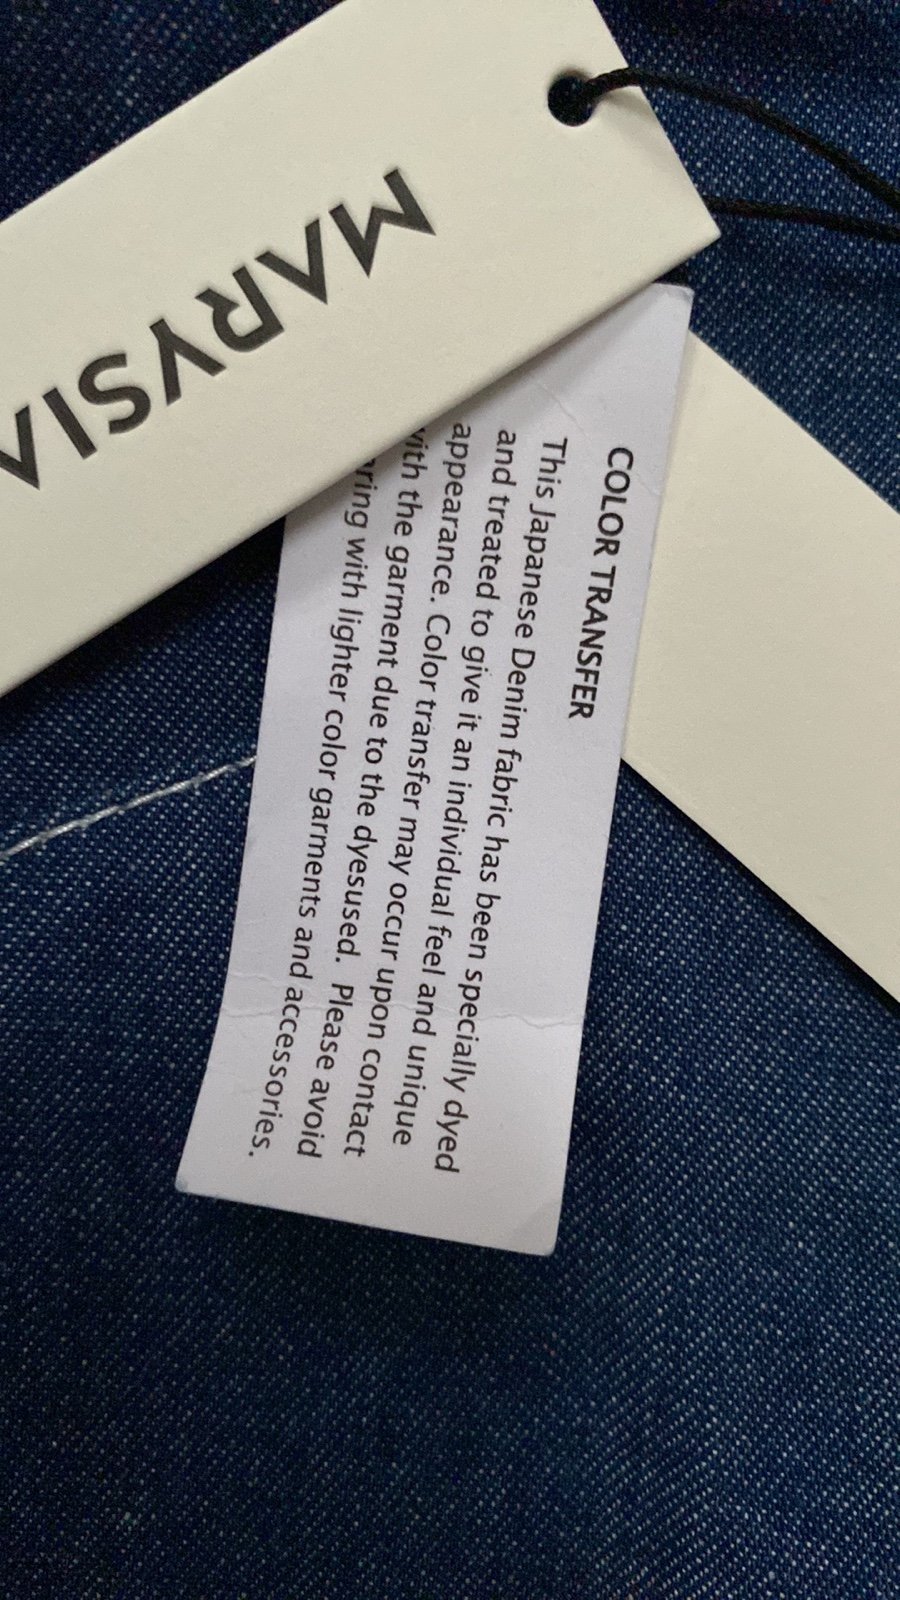 MARYSIA
COLOR TRANSFER
This Japanese Denim fabric has been specially dyed
and treated to give it an individual feel and unique
appearance. Color transfer may occur upon contact
with the garment due to the dyesused. Please avoid
with lighter color garments and accessories.